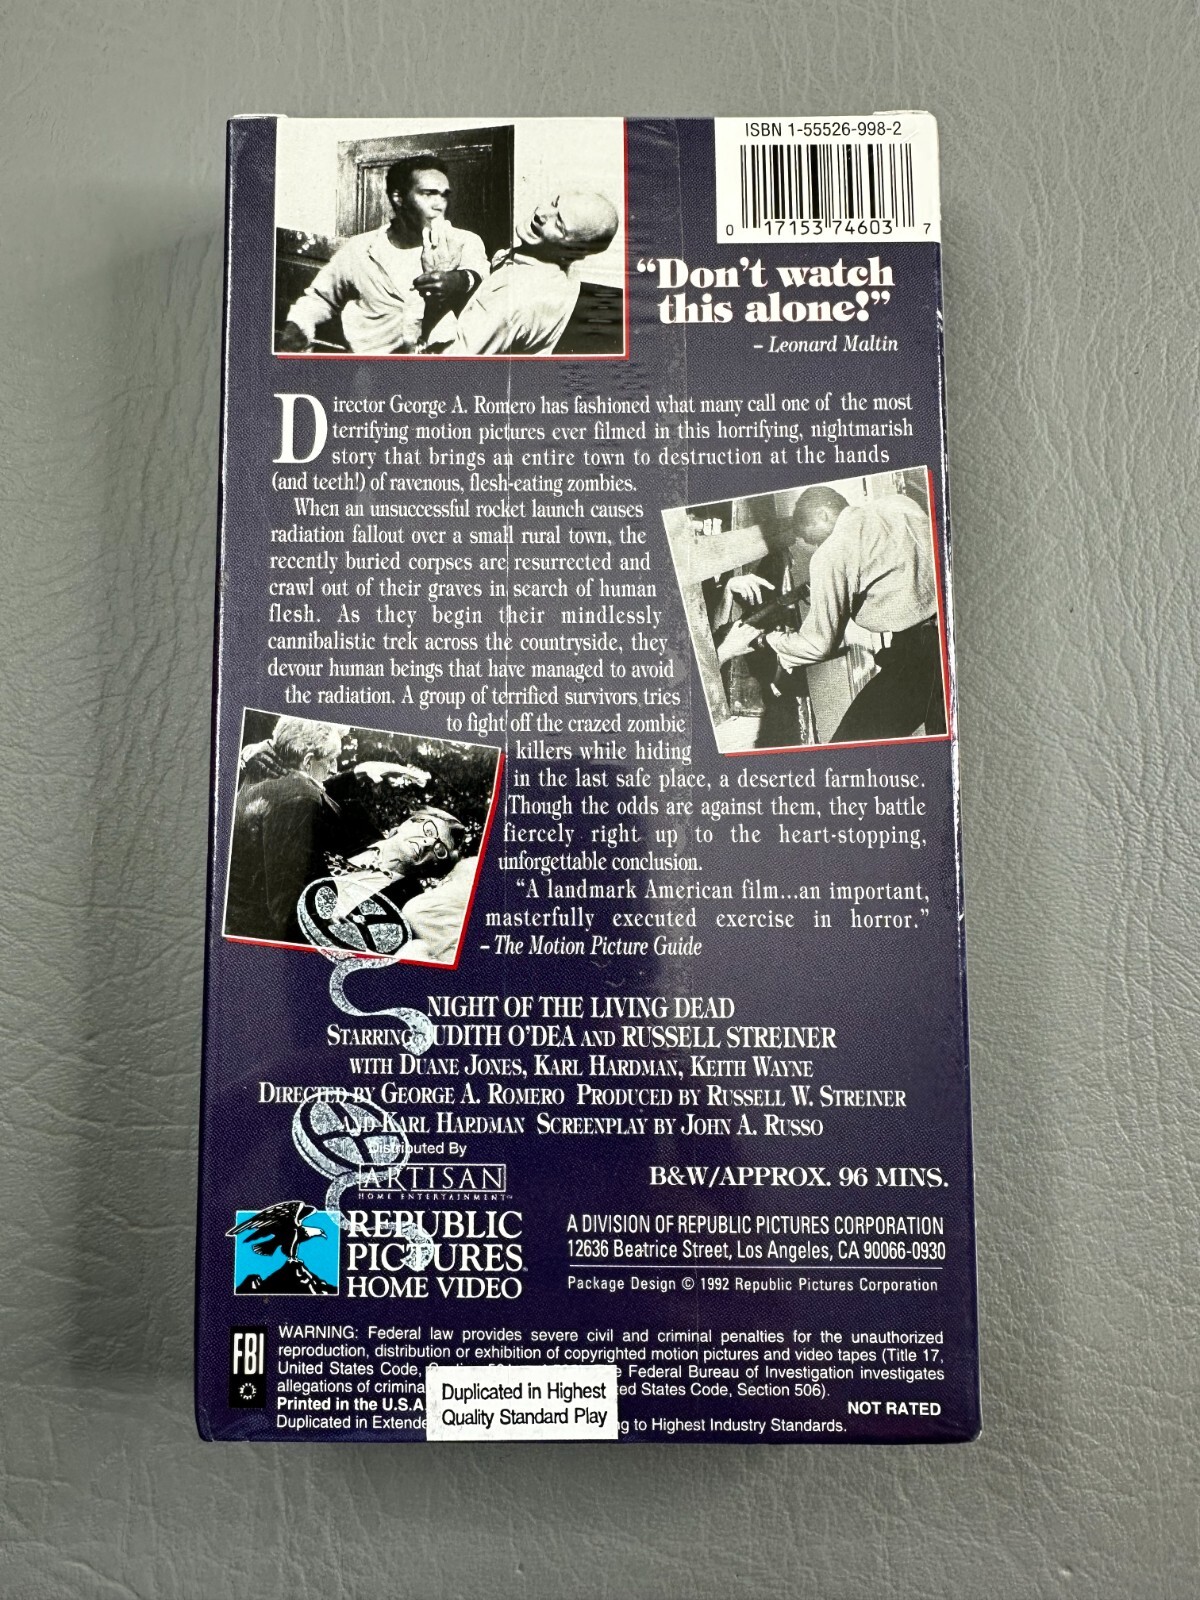 ISBN 1-55526-998-2
0 17153 74603 7
“Don't watch
this alone!”
– Leonard Maltin
Director George A. Romero has fashioned what many call one of the most
terrifying motion pictures ever filmed in this horrifying, nightmarish
story that brings an entire town to destruction at the hands
(and teeth!) of ravenous, flesh-eating zombies.
When an unsuccessful rocket launch causes
radiation fallout over a small rural town, the
recently buried corpses are resurrected and
crawl out of their graves in search of human
flesh. As they begin their mindlessly
cannibalistic trek across the countryside, they
devour human beings that have managed to avoid
the radiation. A group of terrified survivors tries
to fight off the crazed zombie
killers while hiding
in the last safe place, a deserted farmhouse.
Though the odds are against them, they battle
fiercely right up to the heart-stopping,
unforgettable conclusion.
“A landmark American film...an important,
masterfully executed exercise in horror.”
– The Motion Picture Guide
NIGHT OF THE LIVING DEAD
STARRING JUDITH O'DEA AND RUSSELL STREINER
WITH DUANE JONES, KARL HARDMAN, KEITH WAYNE
DIRECTED BY GEORGE A. ROMERO PRODUCED BY RUSSELL W. STREINER
AND KARL HARDMAN SCREENPLAY BY JOHN A. RUSSO
Distributed By
ARTISAN
HOME ENTERTAINMENT™
B&W/APPROX. 96 MINS.
REPUBLIC
PICTURES
HOME VIDEO
A DIVISION OF REPUBLIC PICTURES CORPORATION
12636 Beatrice Street, Los Angeles, CA 90066-0930
Package Design © 1992 Republic Pictures Corporation
FBI
WARNING: Federal law provides severe civil and criminal penalties for the unauthorized
reproduction, distribution or exhibition of copyrighted motion pictures and video tapes (Title 17,
United States Code, Federal Bureau of Investigation investigates
allegations of crimina ted States Code, Section 506).
Printed in the U.S.A.
NOT RATED
Duplicated in Extende g to Highest Industry Standards.
Duplicated in Highest
Quality Standard Play